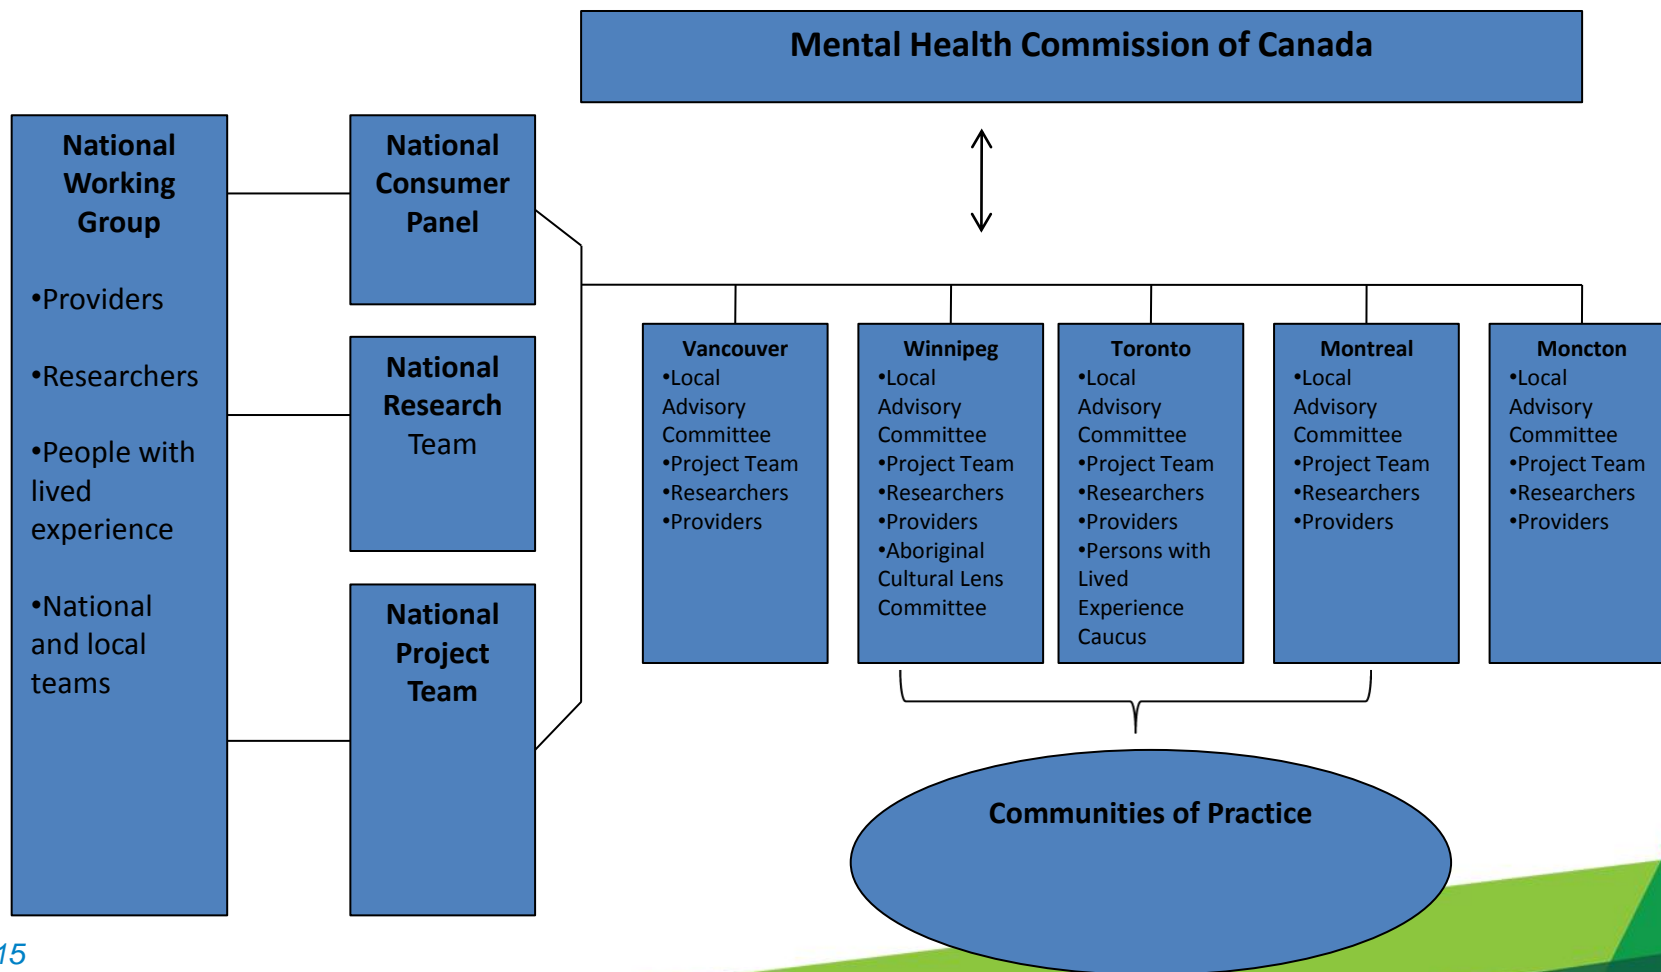 Mental Health Commission of Canada
National
Working
Group
•Providers
•Researchers
•People with
lived
experience
•National
and local
teams
National
Consumer
Panel
National
Research
Team
National
Project
Team
Vancouver
•Local
Advisory
Committee
•Project Team
•Researchers
•Providers
Winnipeg
•Local
Advisory
Committee
•Project Team
•Researchers
•Providers
•Aboriginal
Cultural Lens
Committee
Toronto
•Local
Advisory
Committee
•Project Team
•Researchers
•Providers
•Persons with
Lived
Experience
Caucus
Montreal
•Local
Advisory
Committee
•Project Team
•Researchers
•Providers
Moncton
•Local
Advisory
Committee
•Project Team
•Researchers
•Providers
Communities of Practice
15